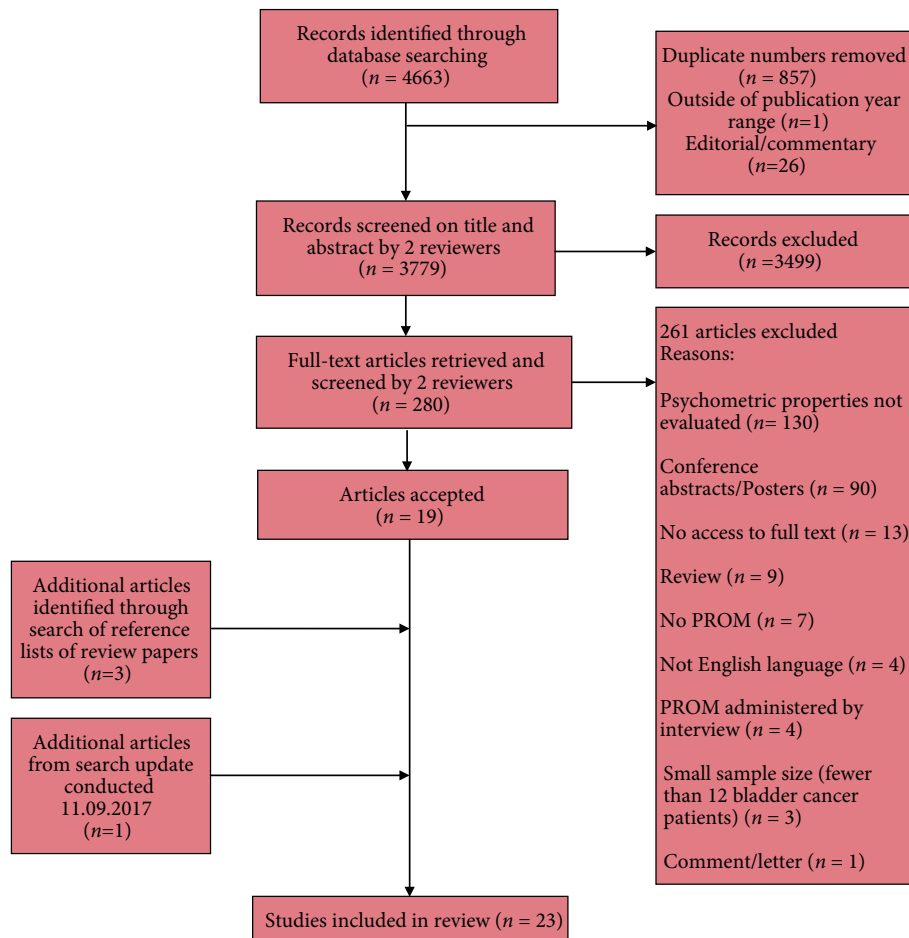 Records identified through
database searching
(n = 4663)
Duplicate numbers removed
(n = 857)
Outside of publication year
range (n=1)
Editorial/commentary
(n=26)
Records screened on title and
abstract by 2 reviewers
(n = 3779)
Records excluded
(n =3499)
Full-text articles retrieved and
screened by 2 reviewers
(n = 280)
261 articles excluded
Reasons:
Psychometric properties not
evaluated (n= 130)
Conference
abstracts/Posters (n = 90)
No access to full text (n = 13)
Review (n = 9)
No PROM (n = 7)
Not English language (n = 4)
PROM administered by
interview (n = 4)
Small sample size (fewer
than 12 bladder cancer
patients) (n = 3)
Comment/letter (n = 1)
Articles accepted
(n = 19)
Additional articles
identified through
search of reference
lists of review papers
(n=3)
Additional articles
from search update
conducted
11.09.2017
(n=1)
Studies included in review (n = 23)